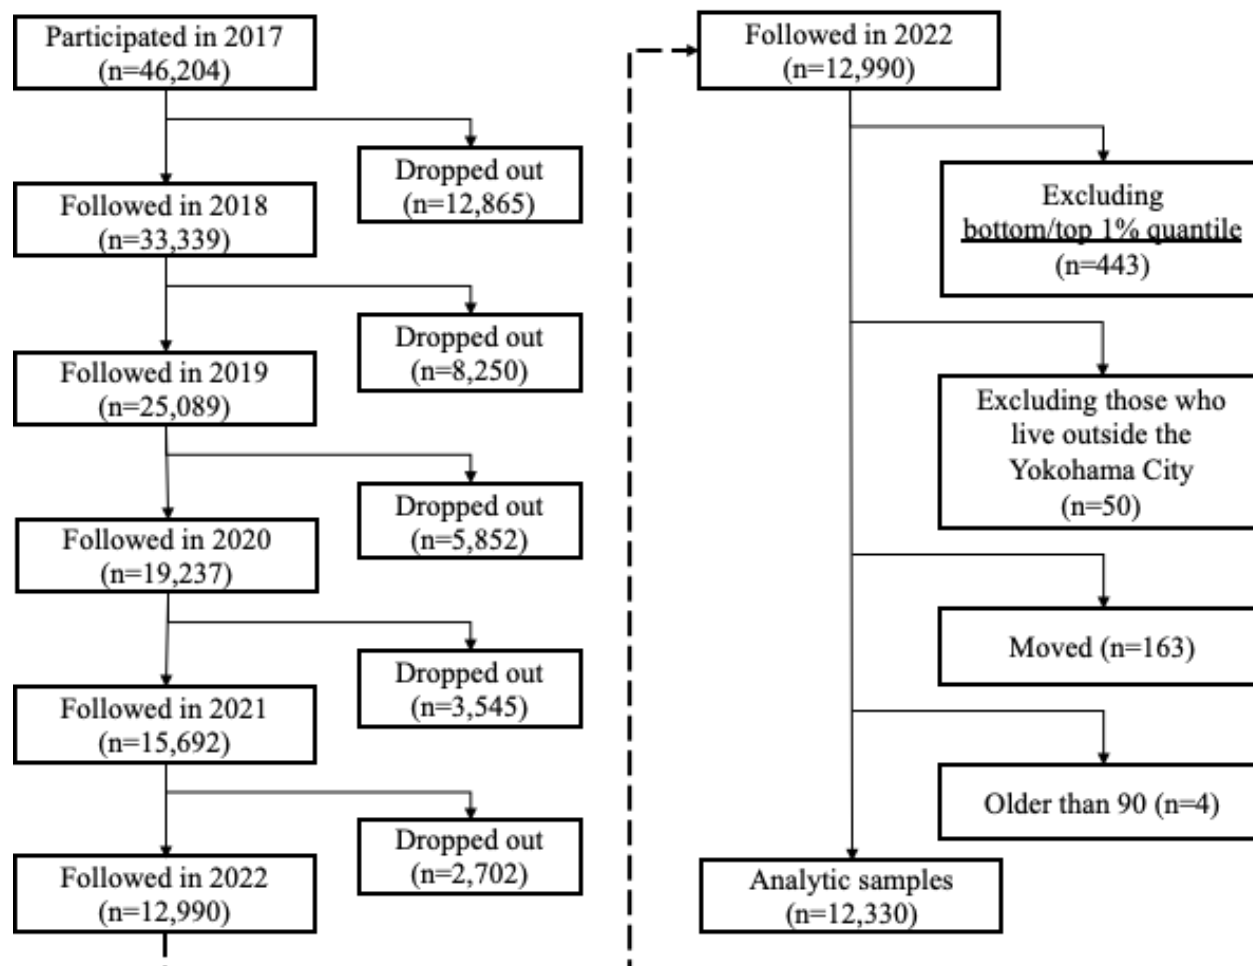 Participated in 2017
(n=46,204)
Dropped out
(n=12,865)
Followed in 2018
(n=33,339)
Dropped out
(n=8,250)
Followed in 2019
(n=25,089)
Dropped out
(n=5,852)
Followed in 2020
(n=19,237)
Dropped out
(n=3,545)
Followed in 2021
(n=15,692)
Dropped out
(n=2,702)
Followed in 2022
(n=12,990)
Followed in 2022
(n=12,990)
Excluding
bottom/top 1% quantile
(n=443)
Excluding those who
live outside the
Yokohama City
(n=50)
Moved (n=163)
Older than 90 (n=4)
Analytic samples
(n=12,330)